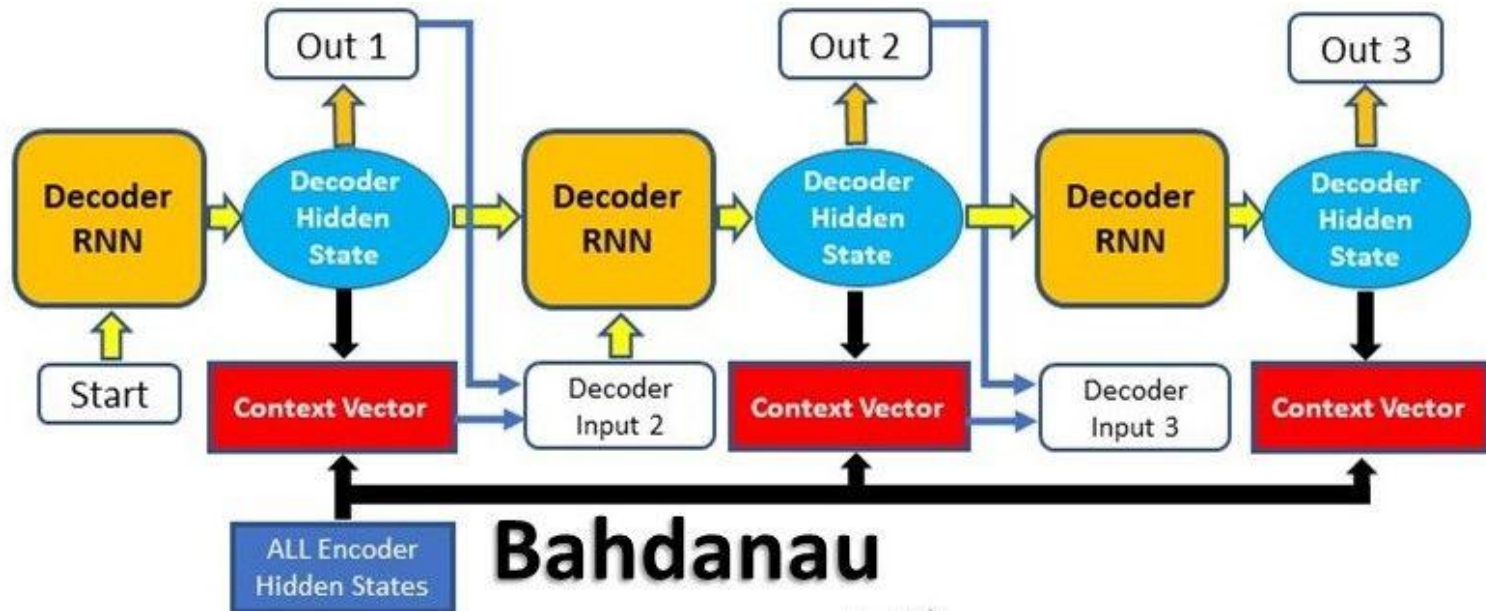 Out 1
Out 2
Out 3
Decoder
RNN
Decoder
Hidden
State
Decoder
RNN
Decoder
Hidden
State
Decoder
RNN
Decoder
Hidden
State
Start
Context Vector
Decoder
Input 2
Context Vector
Decoder
Input 3
Context Vector
ALL Encoder
Hidden States
Bahdanau